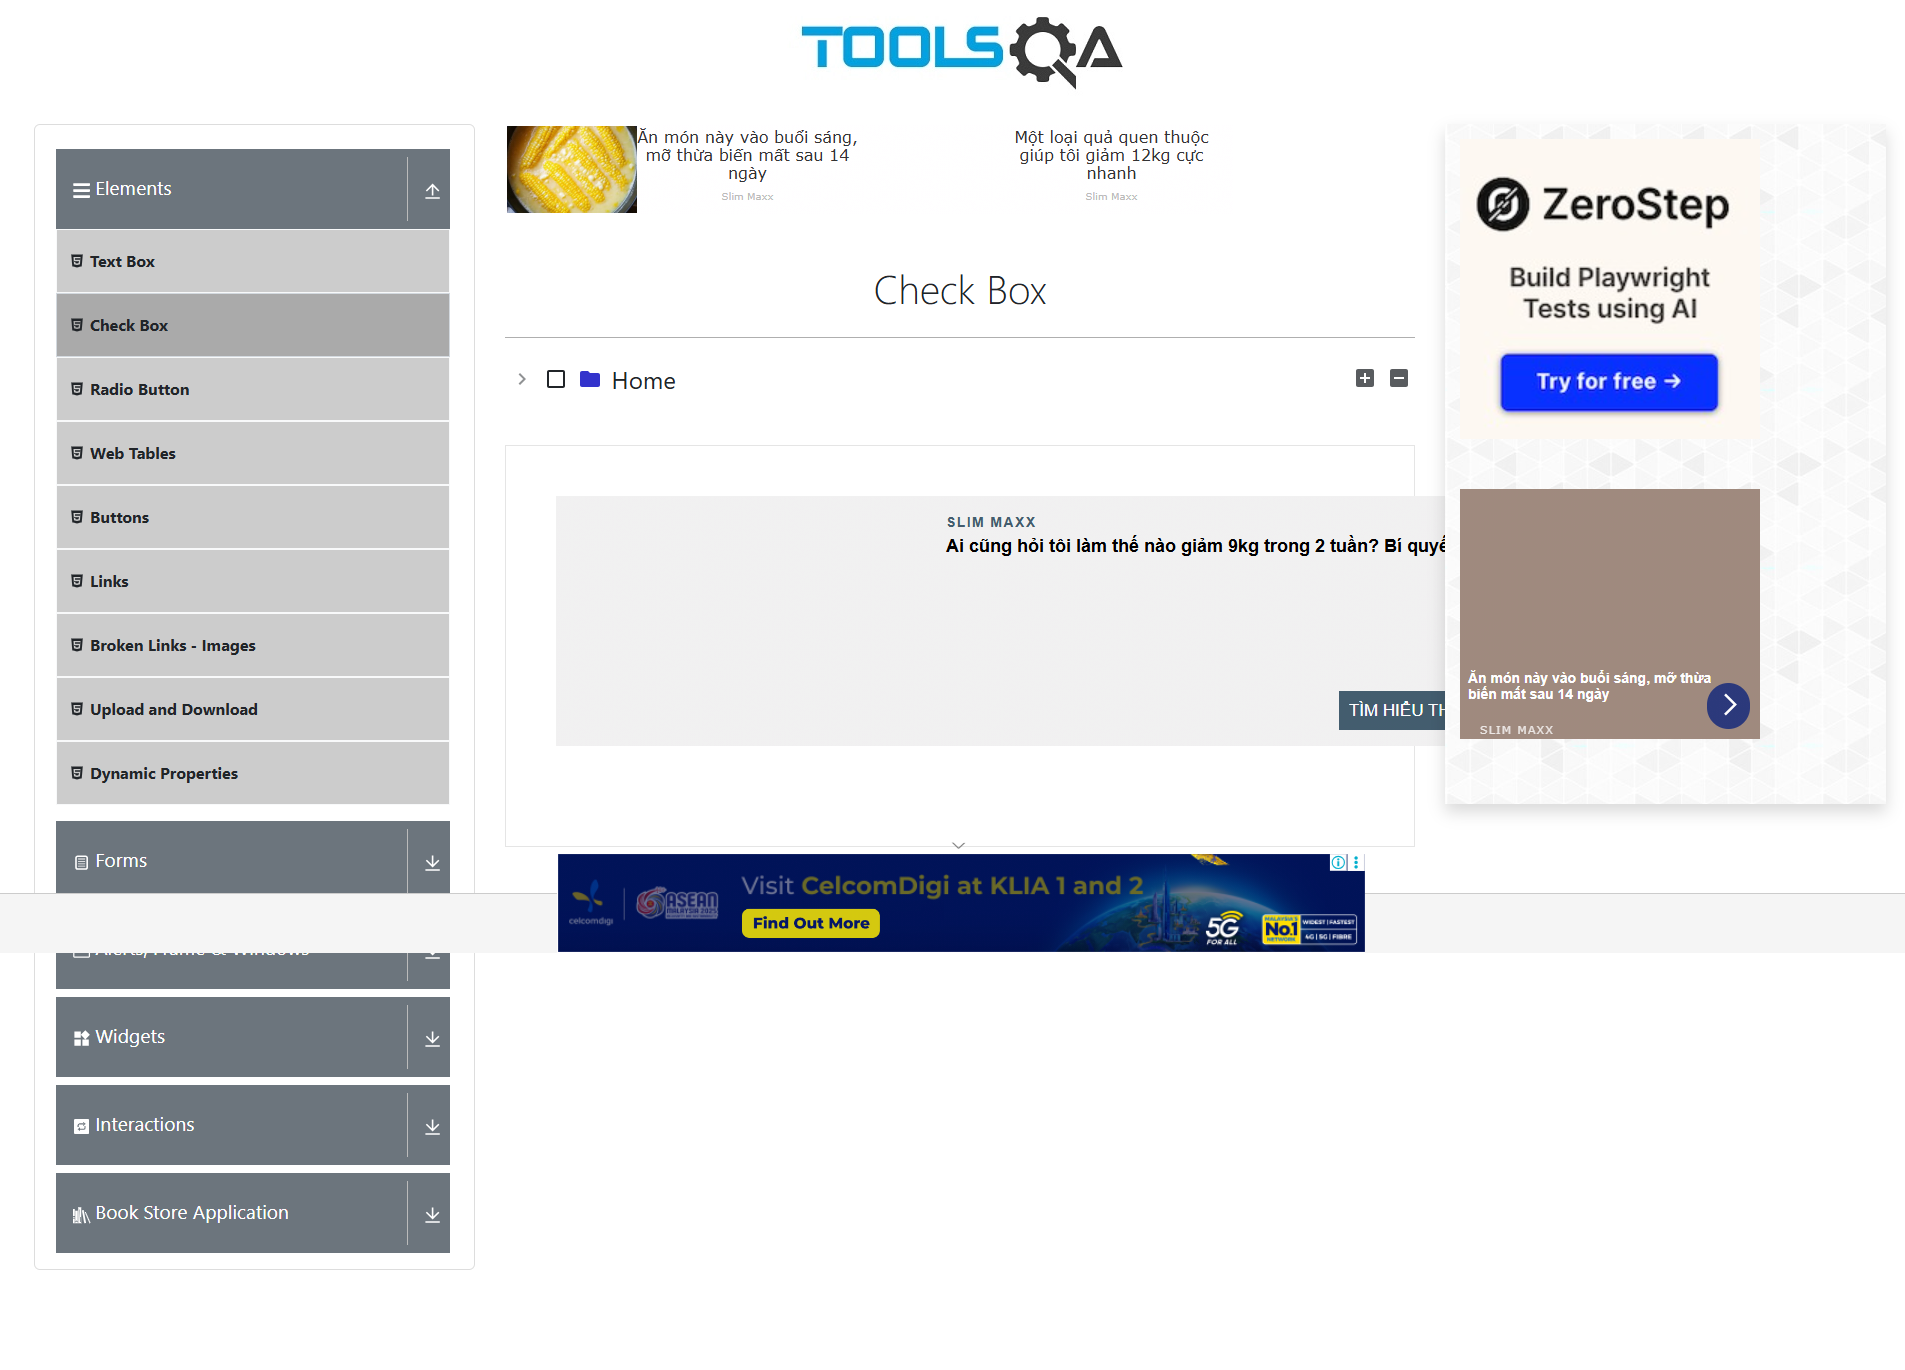 TOOLSQA
Elements
Text Box
Check Box
Radio Button
Web Tables
Buttons
Links
Broken Links - Images
Upload and Download
Dynamic Properties
Forms
Alerts, Frame & Windows
Widgets
Interactions
Book Store Application
Ăn món này vào buổi sáng,
mỡ thừa biến mất sau 14
ngày
Slim Maxx
Một loại quả quen thuộc
giúp tôi giảm 12kg cực
nhanh
Slim Maxx
Check Box
Home
SLIM MAXX
Ai cũng hỏi tôi làm thế nào giảm 9kg trong 2 tuần? Bí quyế
TÌM HIỂU TH
celcomdigi
ASEAN
MALAYSIA 2025
Visit CelcomDigi at KLIA 1 and 2
Find Out More
5G
FOR ALL
MALAYSIA'S
No.1
NETWORK
WIDEST | FASTEST
4G | 5G | FIBRE
ZeroStep
Build Playwright
Tests using AI
Try for free →
Ăn món này vào buổi sáng, mỡ thừa
biến mất sau 14 ngày
SLIM MAXX